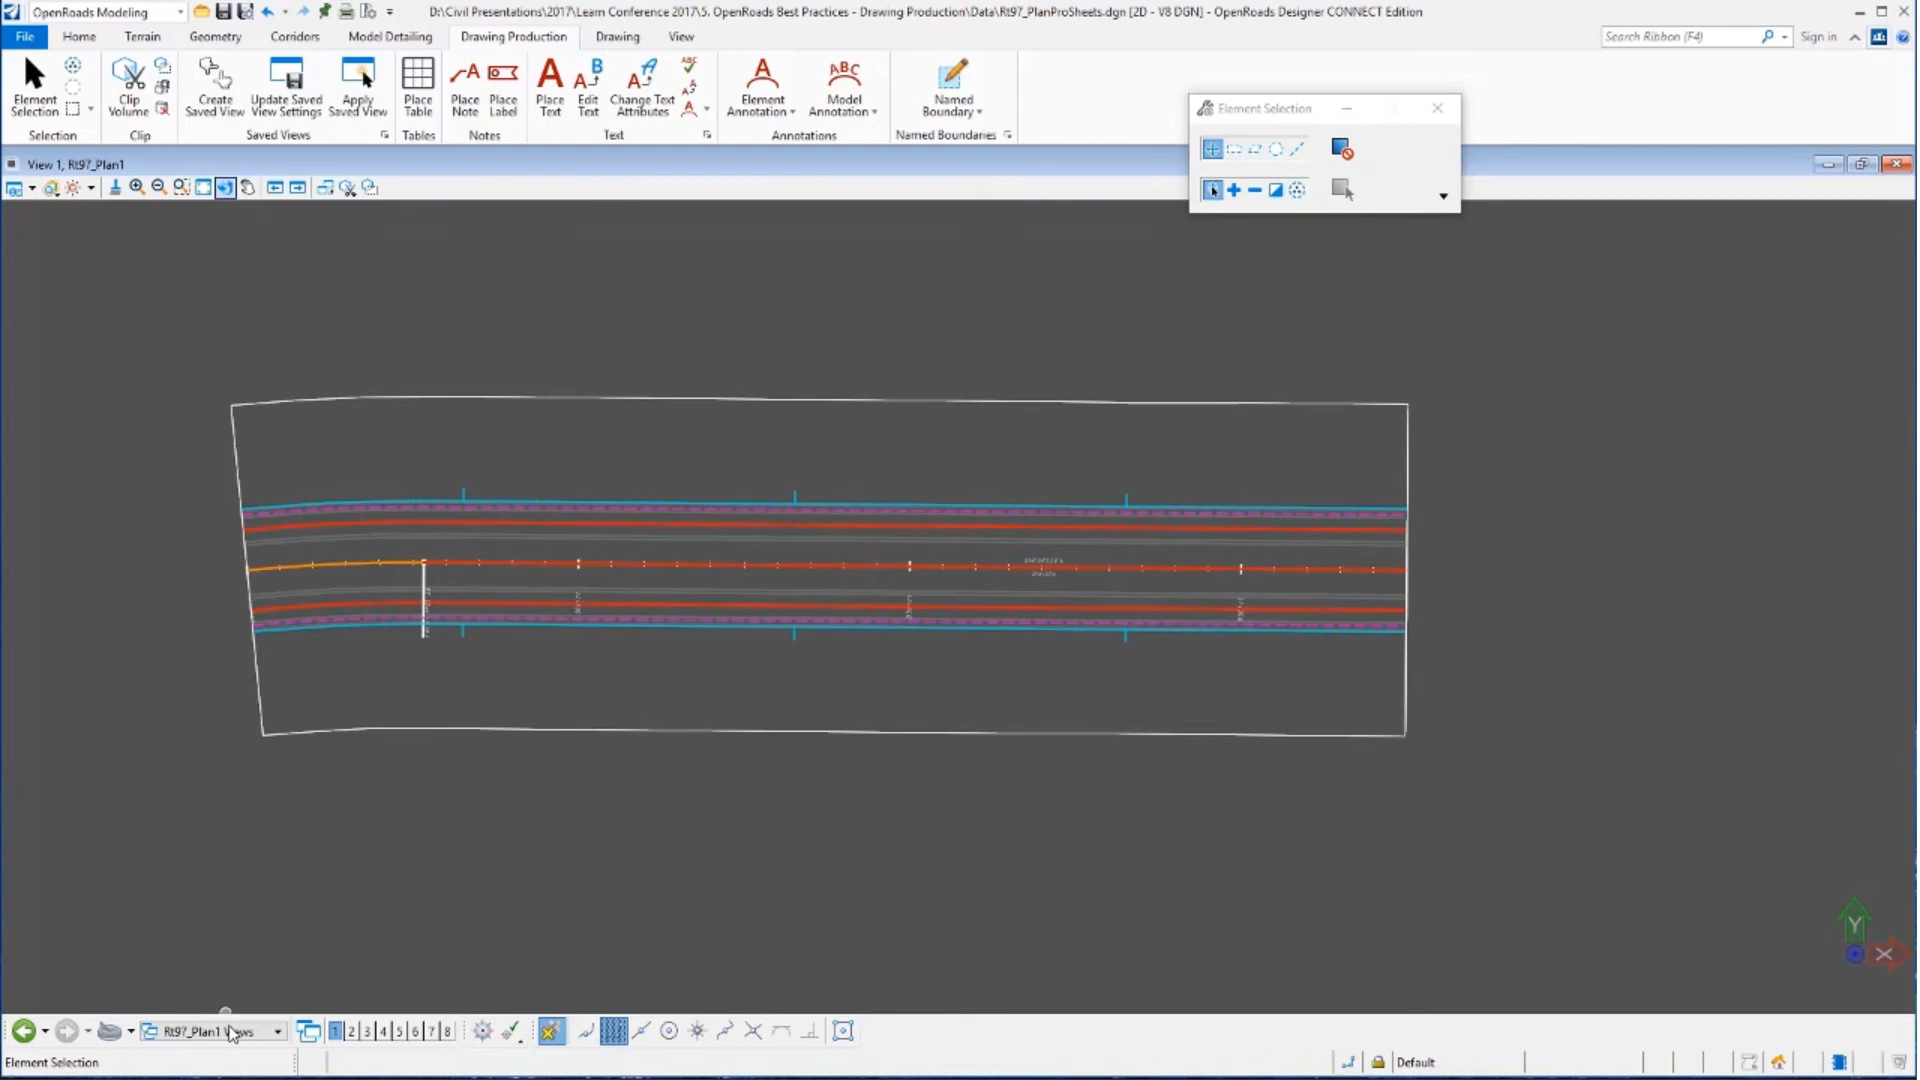 OpenRoads Modeling
D:\Civil Presentations\2017\Learn Conference 2017\5. OpenRoads Best Practices - Drawing Production\Data\Rt97_PlanProSheets.dgn [2D - V8 DGN] - OpenRoads Designer CONNECT Edition
File Home Terrain Geometry Corridors Model Detailing Drawing Production Drawing View
Search Ribbon (F4)
Sign in
Element Selection
Clip Volume
Create Saved View
Update Saved View Settings
Apply Saved View
Place Table
Place Note
Place Label
Place Text
Edit Text
Change Text Attributes
Element Annotation
Model Annotation
Named Boundary
Selection Clip Saved Views Tables Notes Text Annotations Named Boundaries
Element Selection
View 1, Rt97_Plan1
Y
X
Rt97_Plan1 Views
1 2 3 4 5 6 7 8
Element Selection
Default